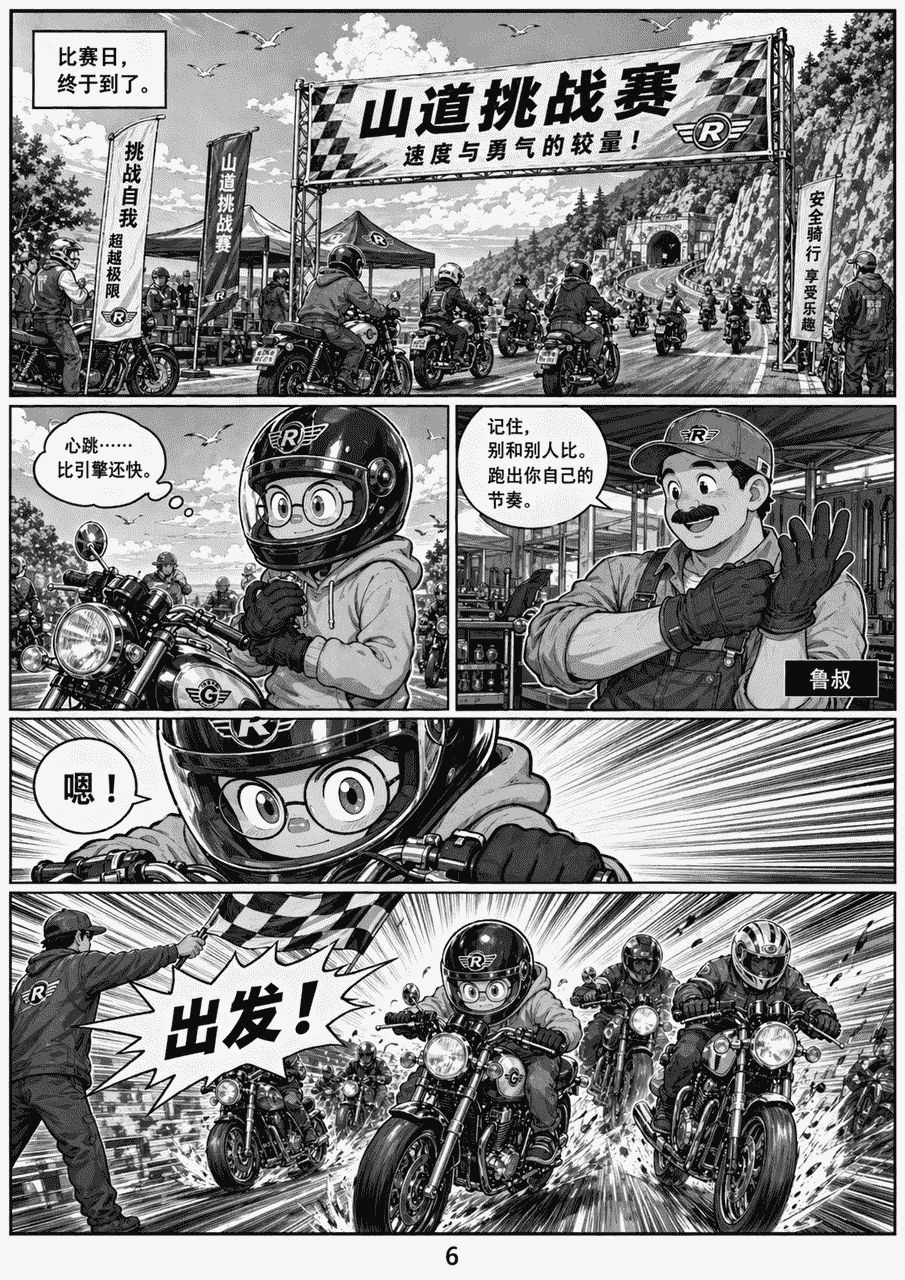 比赛日，
终于到了。
山道挑战赛
速度与勇气的较量！
R
挑战自我 超越极限
R
山道挑战赛
R
R
安全骑行 享受乐趣
心跳……
比引擎还快。
R
G
记住，
别和别人比。
跑出你自己的
节奏。
R
鲁叔
嗯！
R
出发！
R
R
G
6